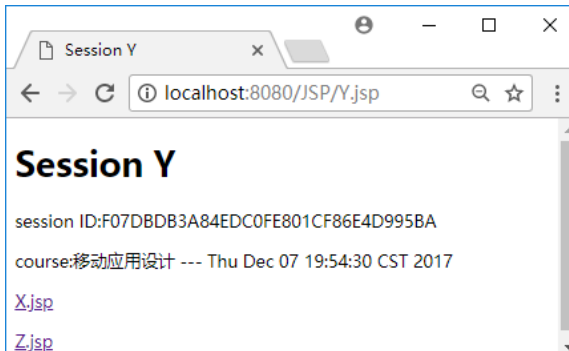 Session Y
localhost:8080/JSP/Y.jsp
Session Y
session ID:F07DBDB3A84EDC0FE801CF86E4D995BA
course:移动应用设计 --- Thu Dec 07 19:54:30 CST 2017
X.jsp
Z.jsp